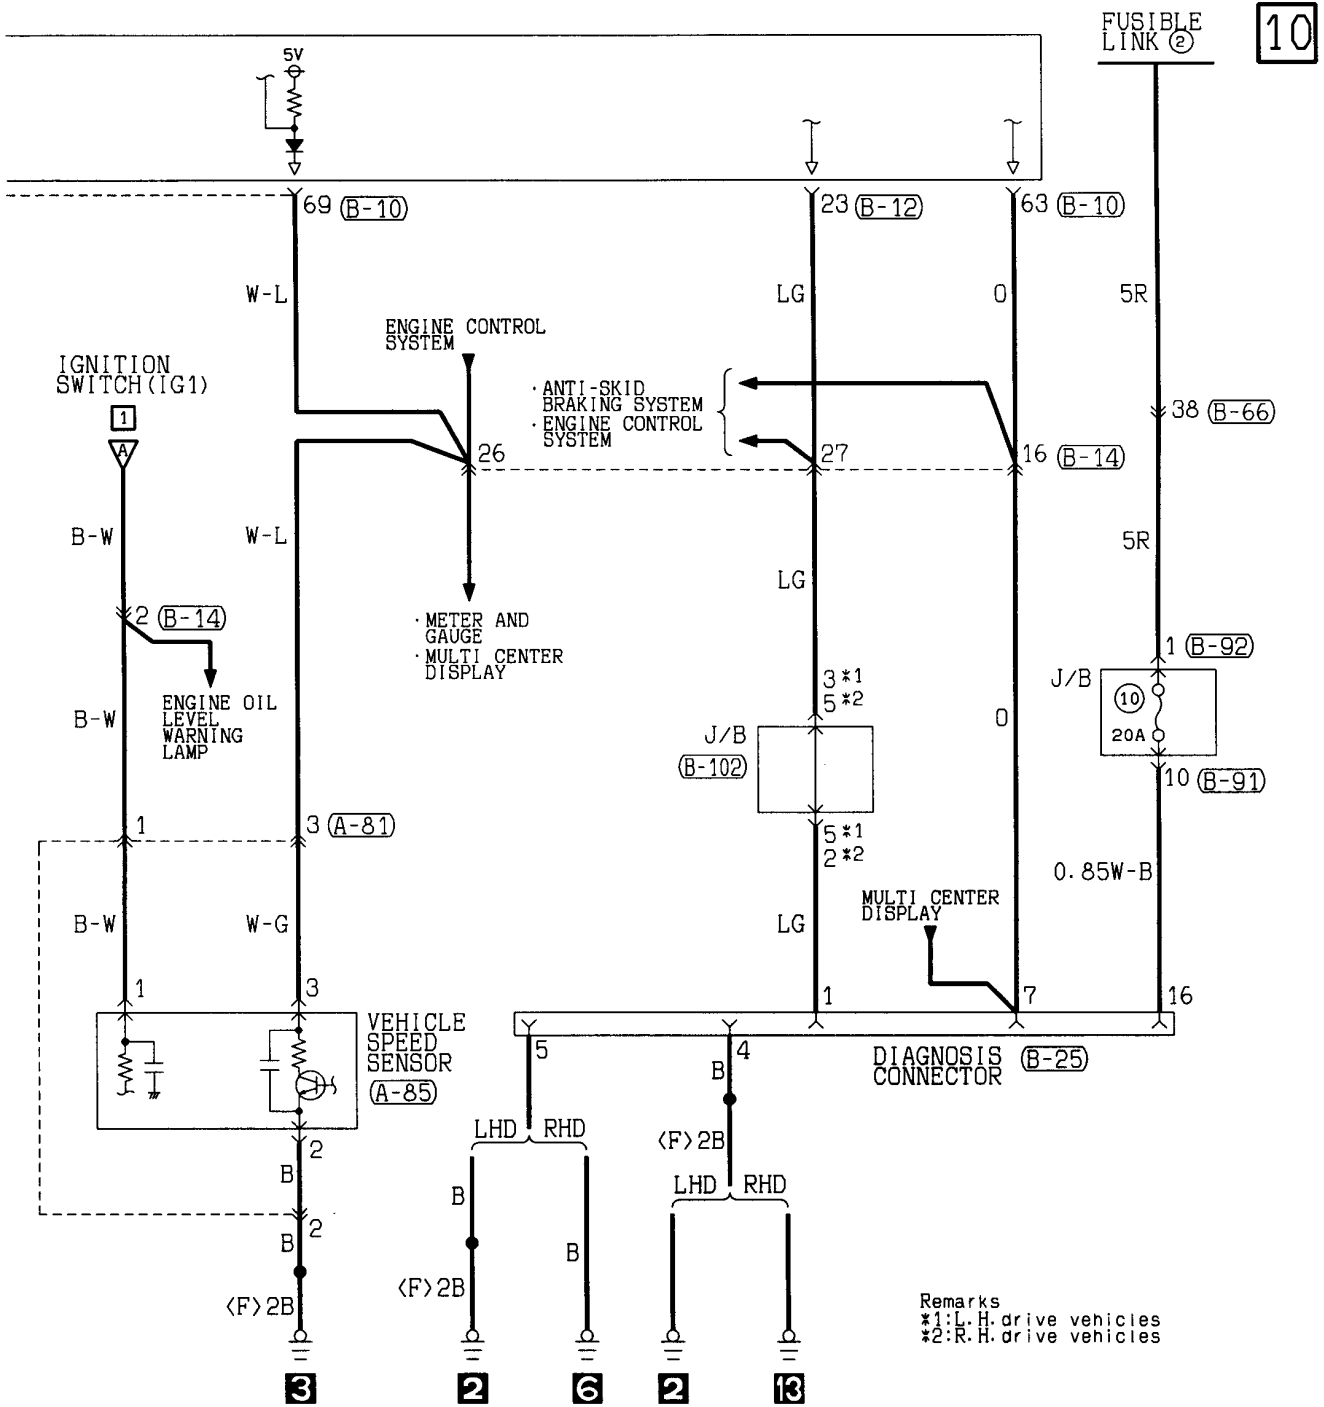 FUSIBLE
LINK ②
10
5V
69 (B-10)
23 (B-12)
63 (B-10)
W-L
LG
O
5R
ENGINE CONTROL
SYSTEM
IGNITION
SWITCH(IG1)
1
A
·ANTI-SKID
BRAKING SYSTEM
·ENGINE CONTROL
SYSTEM
38 (B-66)
26
27
16 (B-14)
B-W
W-L
LG
5R
2 (B-14)
·METER AND
GAUGE
·MULTI CENTER
DISPLAY
1 (B-92)
J/B
⑩
20A
10 (B-91)
ENGINE OIL
LEVEL
WARNING
LAMP
B-W
3*1
5*2
J/B
(B-102)
5*1
2*2
O
1
3 (A-81)
0.85W-B
B-W
W-G
LG
MULTI CENTER
DISPLAY
1
3
1
7
16
VEHICLE
SPEED
SENSOR
(A-85)
5
4
DIAGNOSIS
CONNECTOR
(B-25)
B
LHD RHD
<F>2B
LHD RHD
2
B
2
B
<F>2B
B
<F>2B
B
Remarks
*1:L.H.drive vehicles
*2:R.H.drive vehicles
3
2
6
2
13